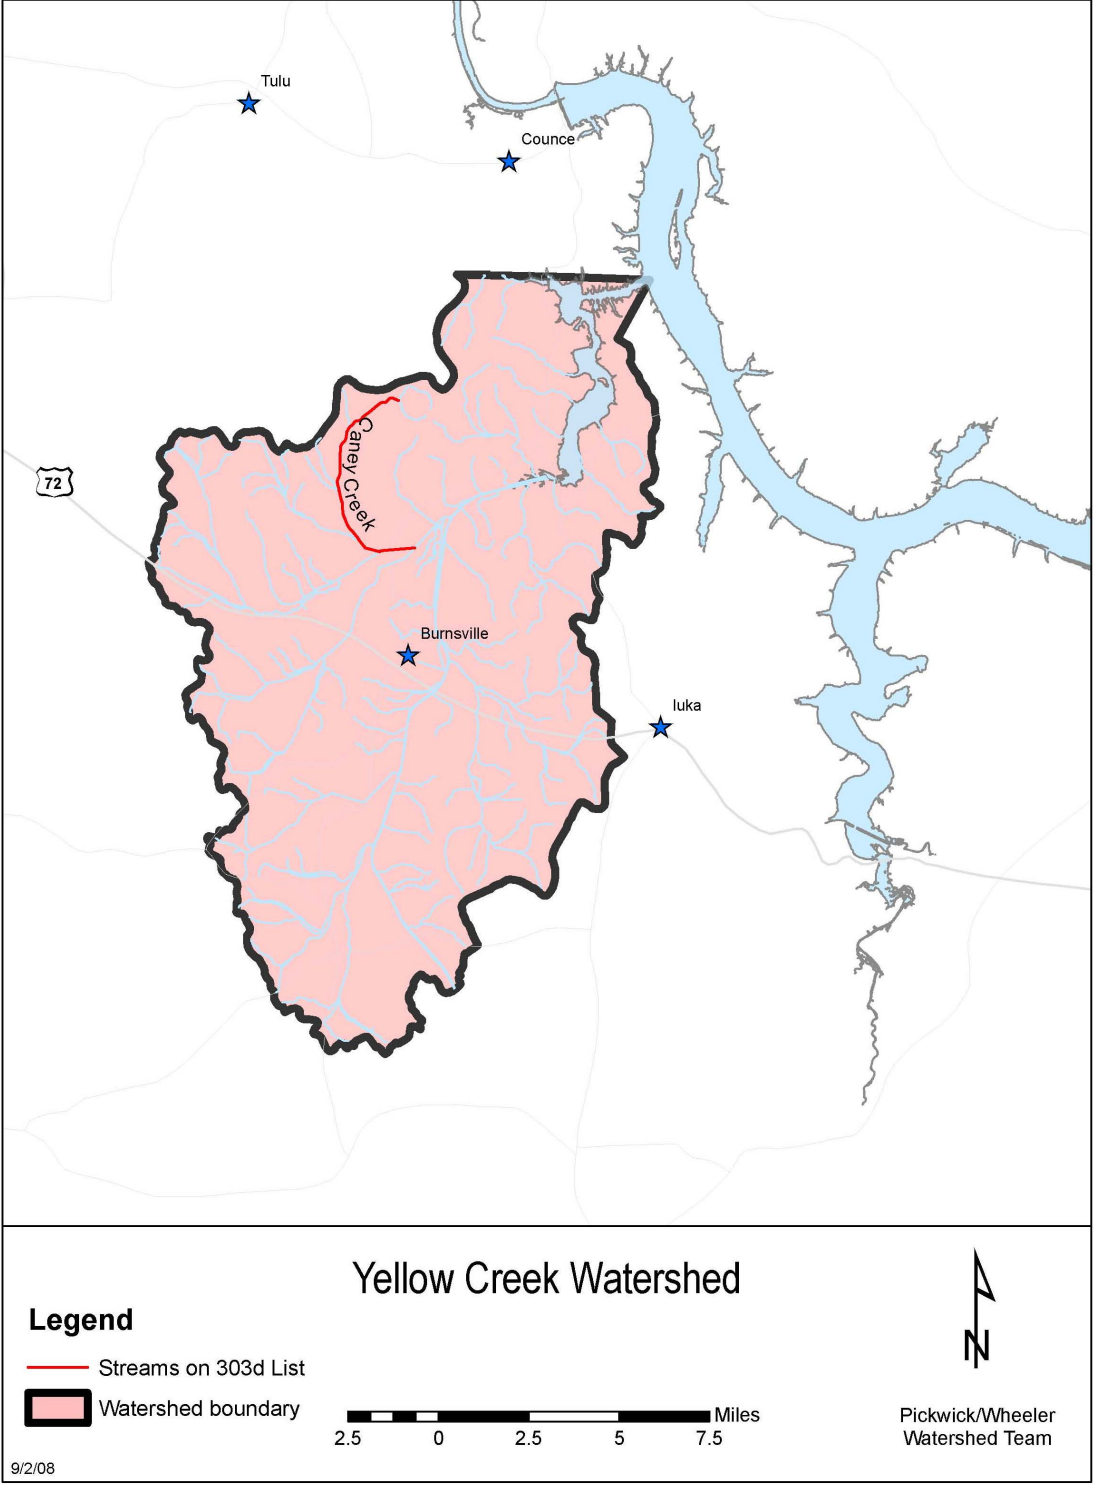 Tulu
Counce
Caney Creek
72
Burnsville
Iuka
Yellow Creek Watershed
Legend
Streams on 303d List
Watershed boundary
Miles
2.5 0 2.5 5 7.5
N
Pickwick/Wheeler
Watershed Team
9/2/08